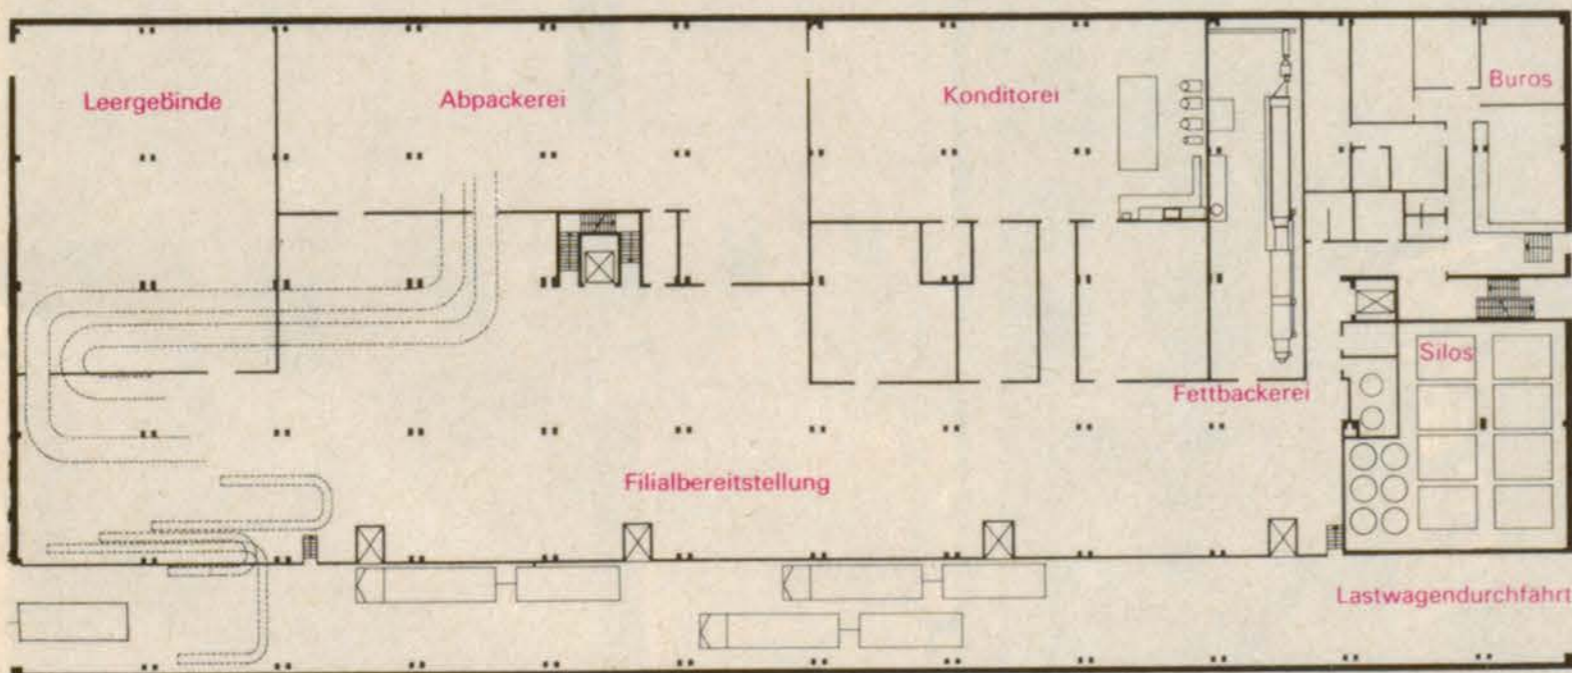 Leergebinde
Abpackerei
Konditorei
Buros
Silos
Fettbackerei
Filialbereitstellung
Lastwagendurchfahrt